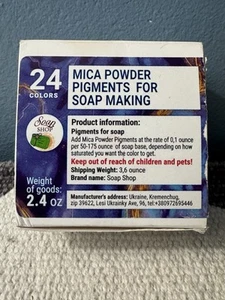 24
COLORS
MICA POWDER
PIGMENTS FOR
SOAP MAKING
Soap
SHOP
Product information:
Pigments for soap
Add Mica Powder Pigments at the rate of 0,1 ounce
per 50-175 ounce of soap base, depending on how
saturated you want the color to get.
Keep out of reach of children and pets!
Shipping Weight: 3,6 ounce
Brand name: Soap Shop
Weight
of goods:
2.4 oz
Manufacturer's address: Ukraine, Kremenchug,
zip 39622, Lesi Ukrainky Ave, 96, tel +380972695446